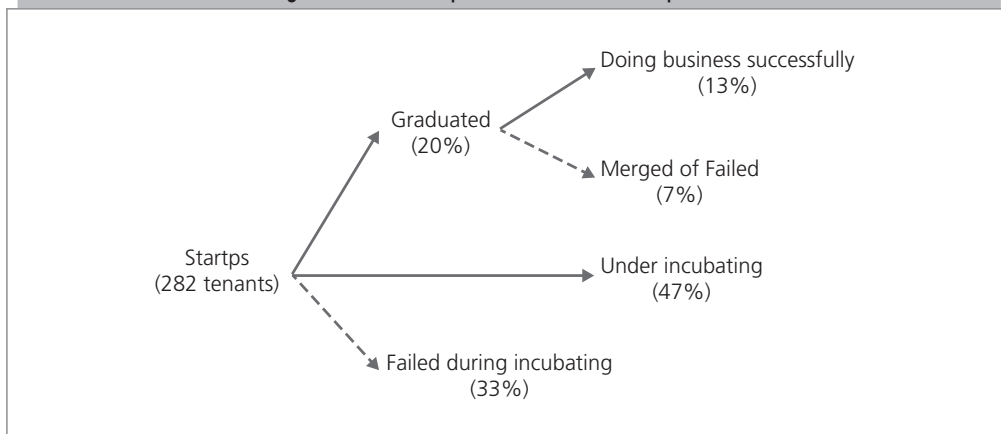 Doing business successfully
(13%)
Graduated
(20%)
Merged of Failed
(7%)
Startps
(282 tenants)
Under incubating
(47%)
Failed during incubating
(33%)